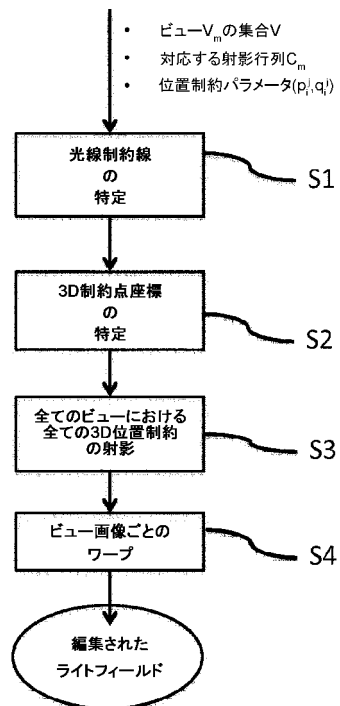 • ビューVmの集合V
• 対応する射影行列Cm
• 位置制約パラメータ(pij,qij)
光線制約線
の
特定
S1
3D制約点座標
の
特定
S2
全てのビューにおける
全ての3D位置制約
の射影
S3
ビュー画像ごとの
ワープ
S4
編集された
ライトフィールド